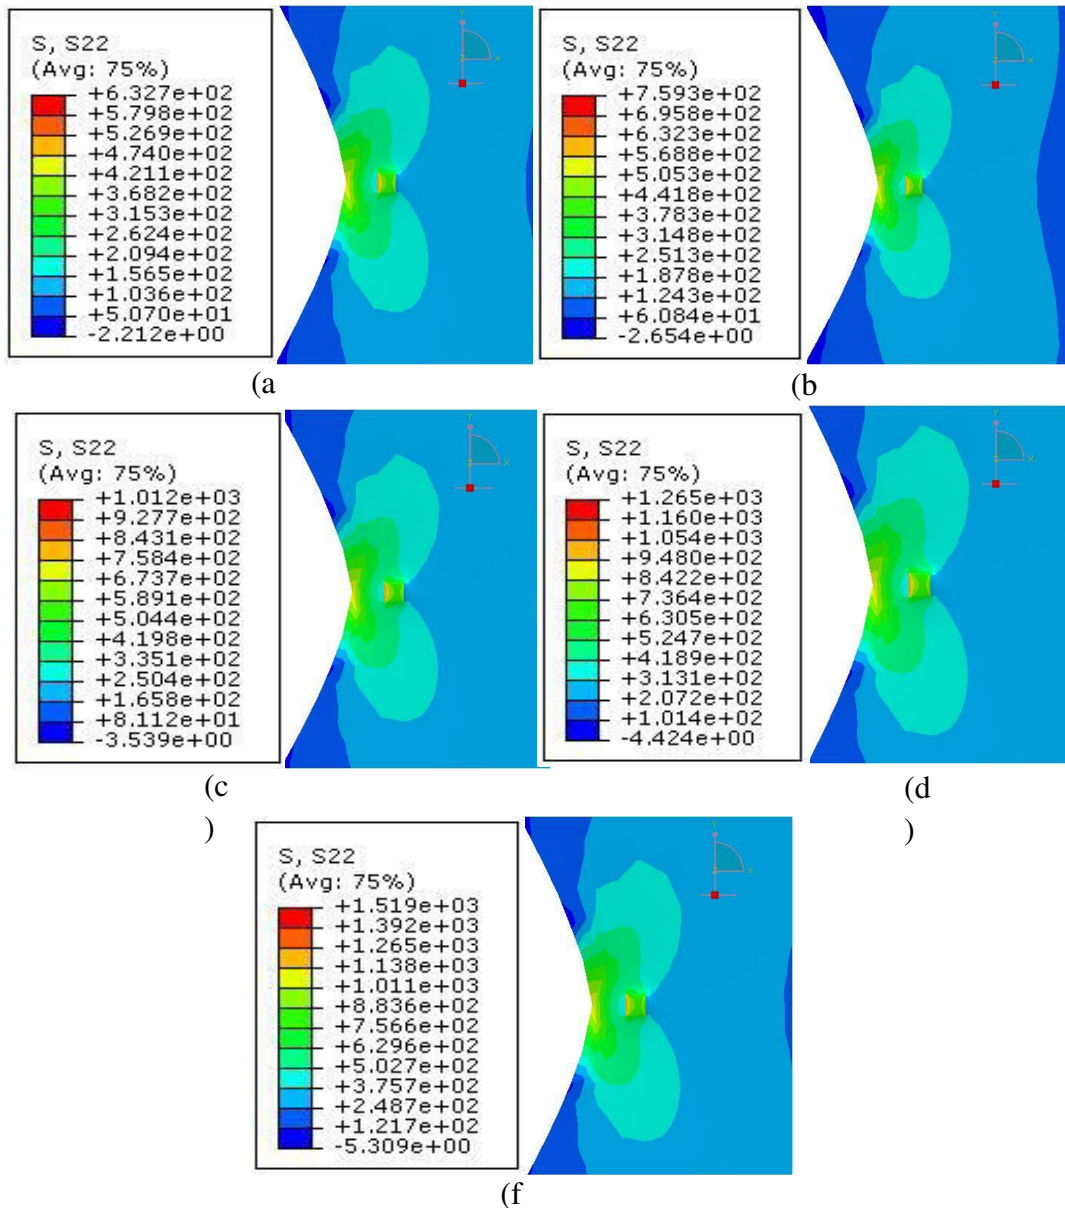 S, S22
(Avg: 75%)
+6.327e+02
+5.798e+02
+5.269e+02
+4.740e+02
+4.211e+02
+3.682e+02
+3.153e+02
+2.624e+02
+2.094e+02
+1.565e+02
+1.036e+02
+5.070e+01
-2.212e+00
Y
Z
X
(a
S, S22
(Avg: 75%)
+7.593e+02
+6.958e+02
+6.323e+02
+5.688e+02
+5.053e+02
+4.418e+02
+3.783e+02
+3.148e+02
+2.513e+02
+1.878e+02
+1.243e+02
+6.084e+01
-2.654e+00
Y
Z
X
(b
S, S22
(Avg: 75%)
+1.012e+03
+9.277e+02
+8.431e+02
+7.584e+02
+6.737e+02
+5.891e+02
+5.044e+02
+4.198e+02
+3.351e+02
+2.504e+02
+1.658e+02
+8.112e+01
-3.539e+00
Y
Z
X
(c
)
S, S22
(Avg: 75%)
+1.265e+03
+1.160e+03
+1.054e+03
+9.480e+02
+8.422e+02
+7.364e+02
+6.305e+02
+5.247e+02
+4.189e+02
+3.131e+02
+2.072e+02
+1.014e+02
-4.424e+00
Y
Z
X
(d
)
S, S22
(Avg: 75%)
+1.519e+03
+1.392e+03
+1.265e+03
+1.138e+03
+1.011e+03
+8.836e+02
+7.566e+02
+6.296e+02
+5.027e+02
+3.757e+02
+2.487e+02
+1.217e+02
-5.309e+00
Y
Z
X
(f